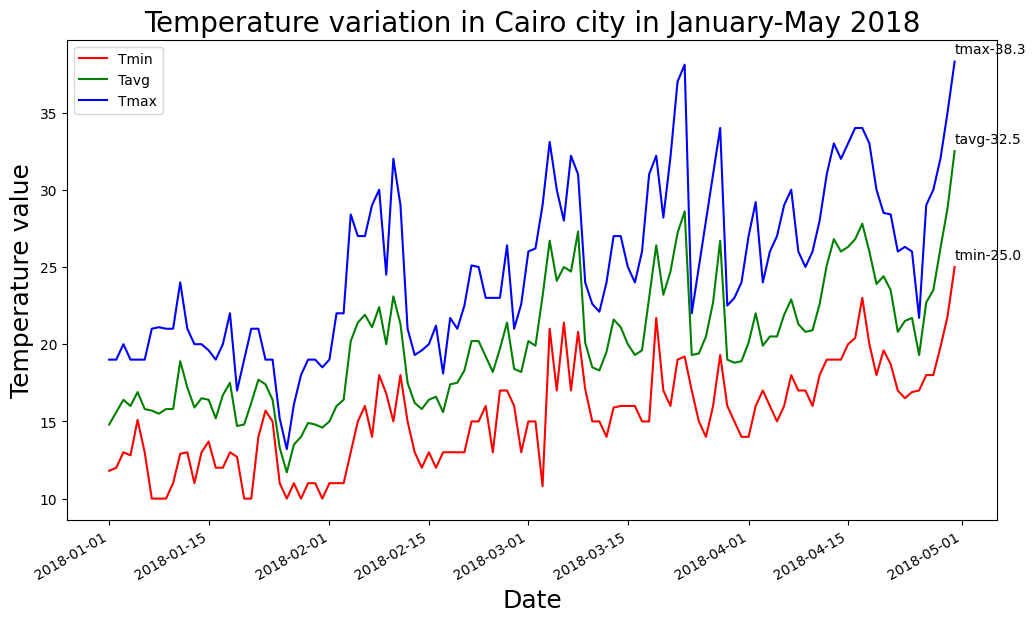 Temperature variation in Cairo city in January-May 2018
Tmin
Tavg
Tmax
tmax-38.3
tavg-32.5
tmin-25.0
Temperature value
35
30
25
20
15
10
2018-01-01
2018-01-15
2018-02-01
2018-02-15
2018-03-01
2018-03-15
2018-04-01
2018-04-15
2018-05-01
Date